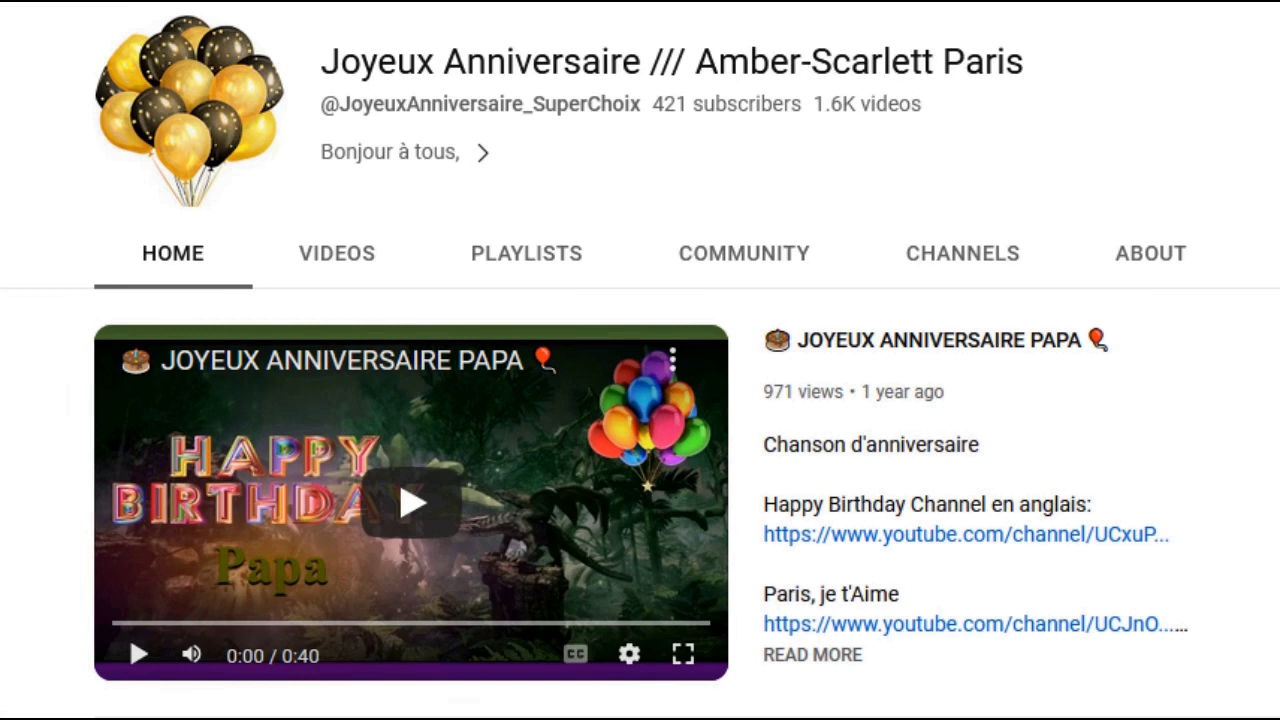 Joyeux Anniversaire /// Amber-Scarlett Paris
@JoyeuxAnniversaire_SuperChoix 421 subscribers 1.6K videos
Bonjour à tous,
HOME VIDEOS PLAYLISTS COMMUNITY CHANNELS ABOUT
🎂 JOYEUX ANNIVERSAIRE PAPA 🎈
HAPPY
BIRTHDAY
Papa
0:00 / 0:40
CC
🎂 JOYEUX ANNIVERSAIRE PAPA 🎈
971 views • 1 year ago
Chanson d'anniversaire
Happy Birthday Channel en anglais:
https://www.youtube.com/channel/UCxuP...
Paris, je t'Aime
https://www.youtube.com/channel/UCJnO......
READ MORE